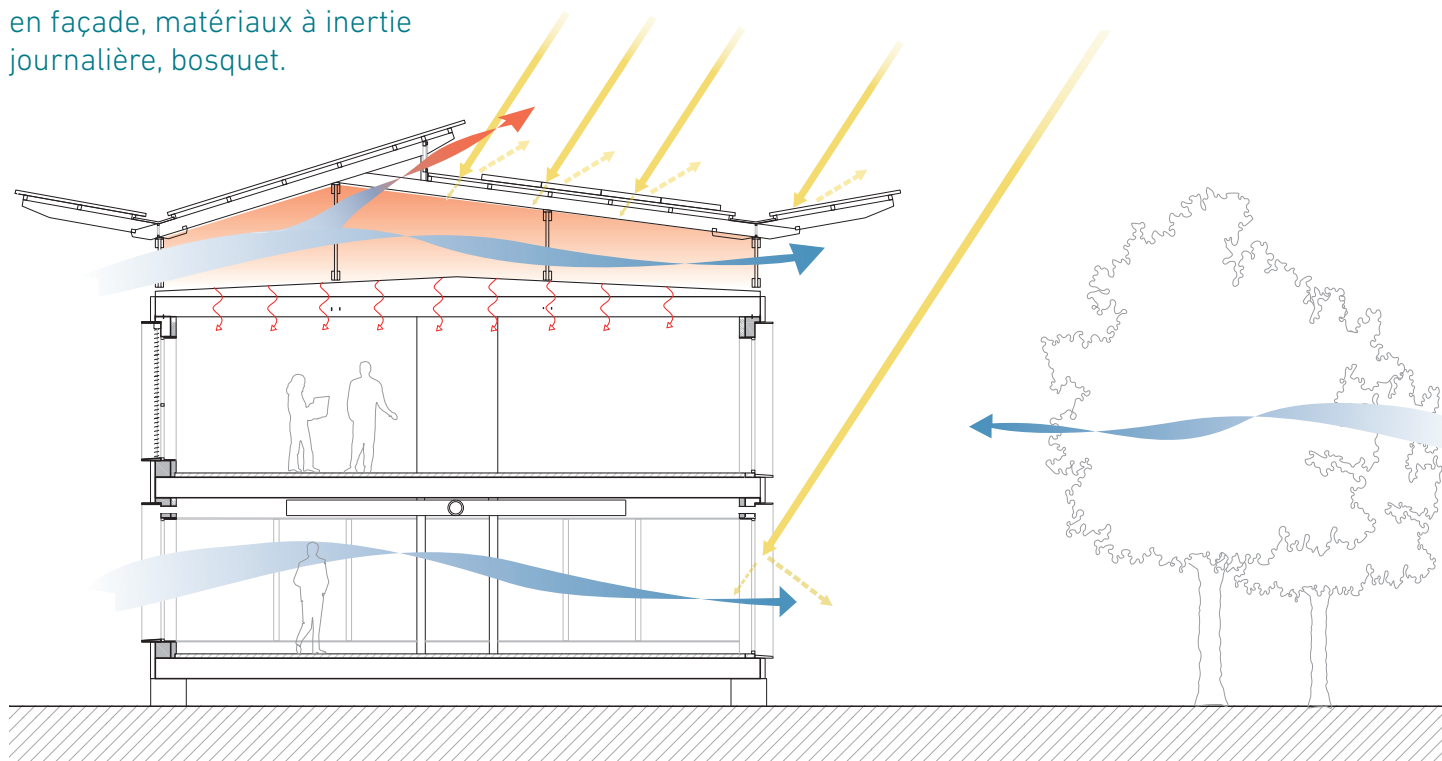 en façade, matériaux à inertie
journalière, bosquet.